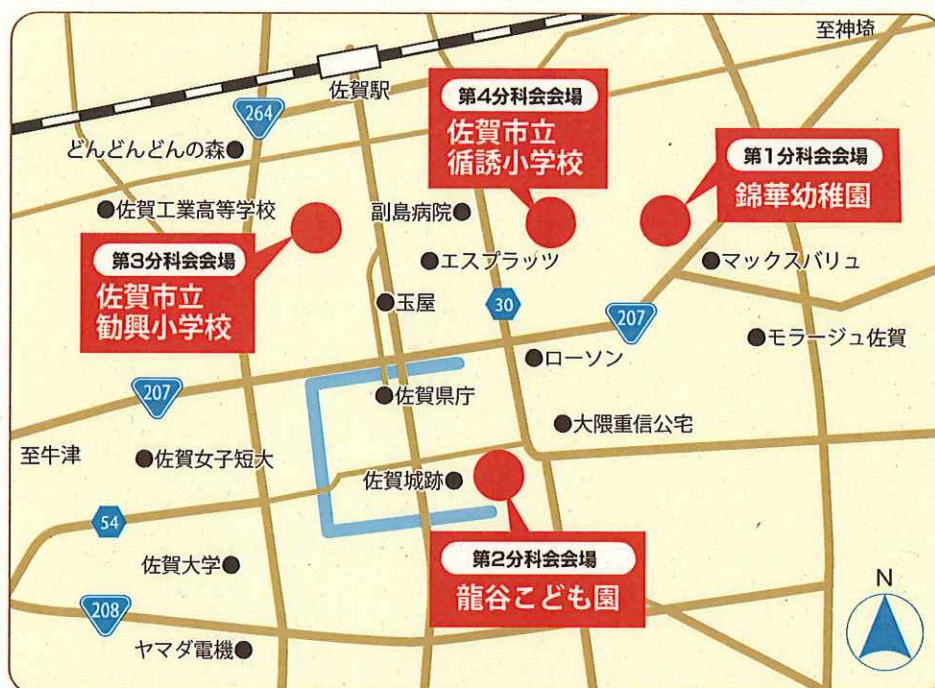 至神埼
佐賀駅
264
どんどんどんの森
第4分科会会場
佐賀市立
循誘小学校
第1分科会会場
錦華幼稚園
佐賀工業高等学校
副島病院
第3分科会会場
佐賀市立
勧興小学校
エスプラッツ
マックスバリュ
玉屋
30
207
モラージュ佐賀
ローソン
207
佐賀県庁
大隈重信公宅
至牛津
佐賀女子短大
佐賀城跡
54
第2分科会会場
龍谷こども園
佐賀大学
N
208
ヤマダ電機